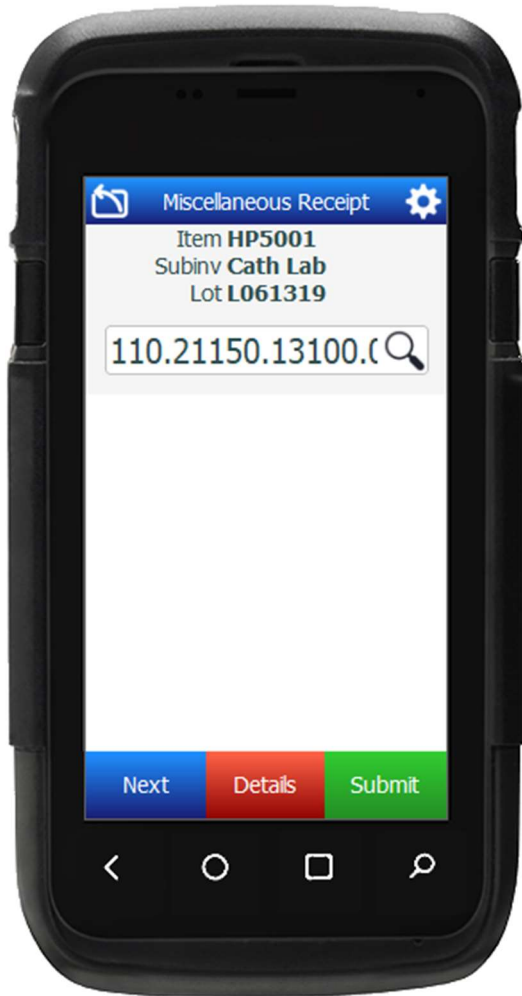 Miscellaneous Receipt
Item HP5001
Subinv Cath Lab
Lot L061319
110.21150.13100.
Next Details Submit